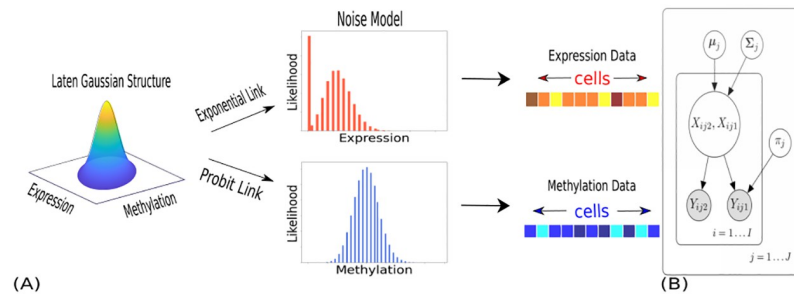 Noise Model
Laten Gaussian Structure
Exponential Link
Probit Link
Expression
Methylation
Likelihood
Expression
Likelihood
Methylation
Expression Data
cells
Methylation Data
cells
(A)
μj
Σj
Xij2, Xij1
πj
Yij2
Yij1
i = 1 … I
j = 1 … J
(B)